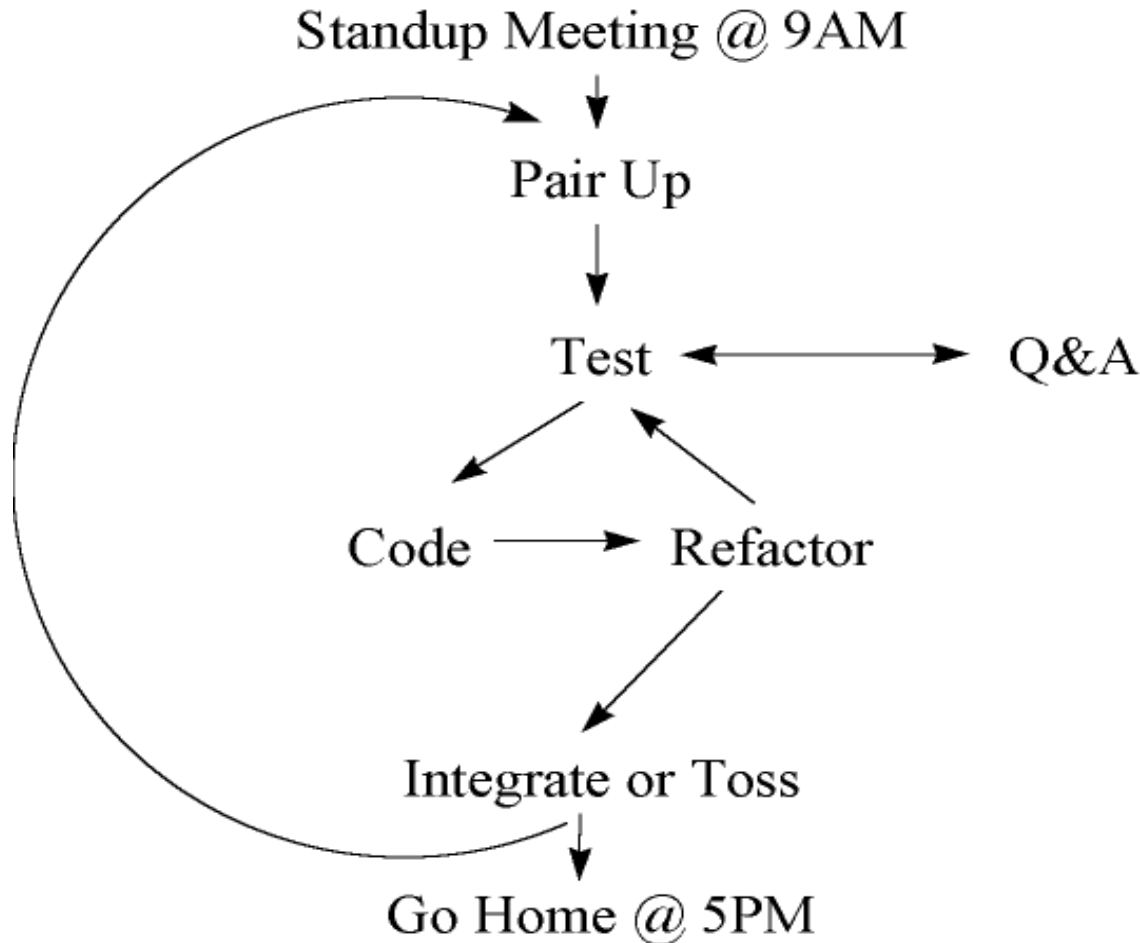 Standup Meeting @ 9AM
Pair Up
Test
Q&A
Code
Refactor
Integrate or Toss
Go Home @ 5PM